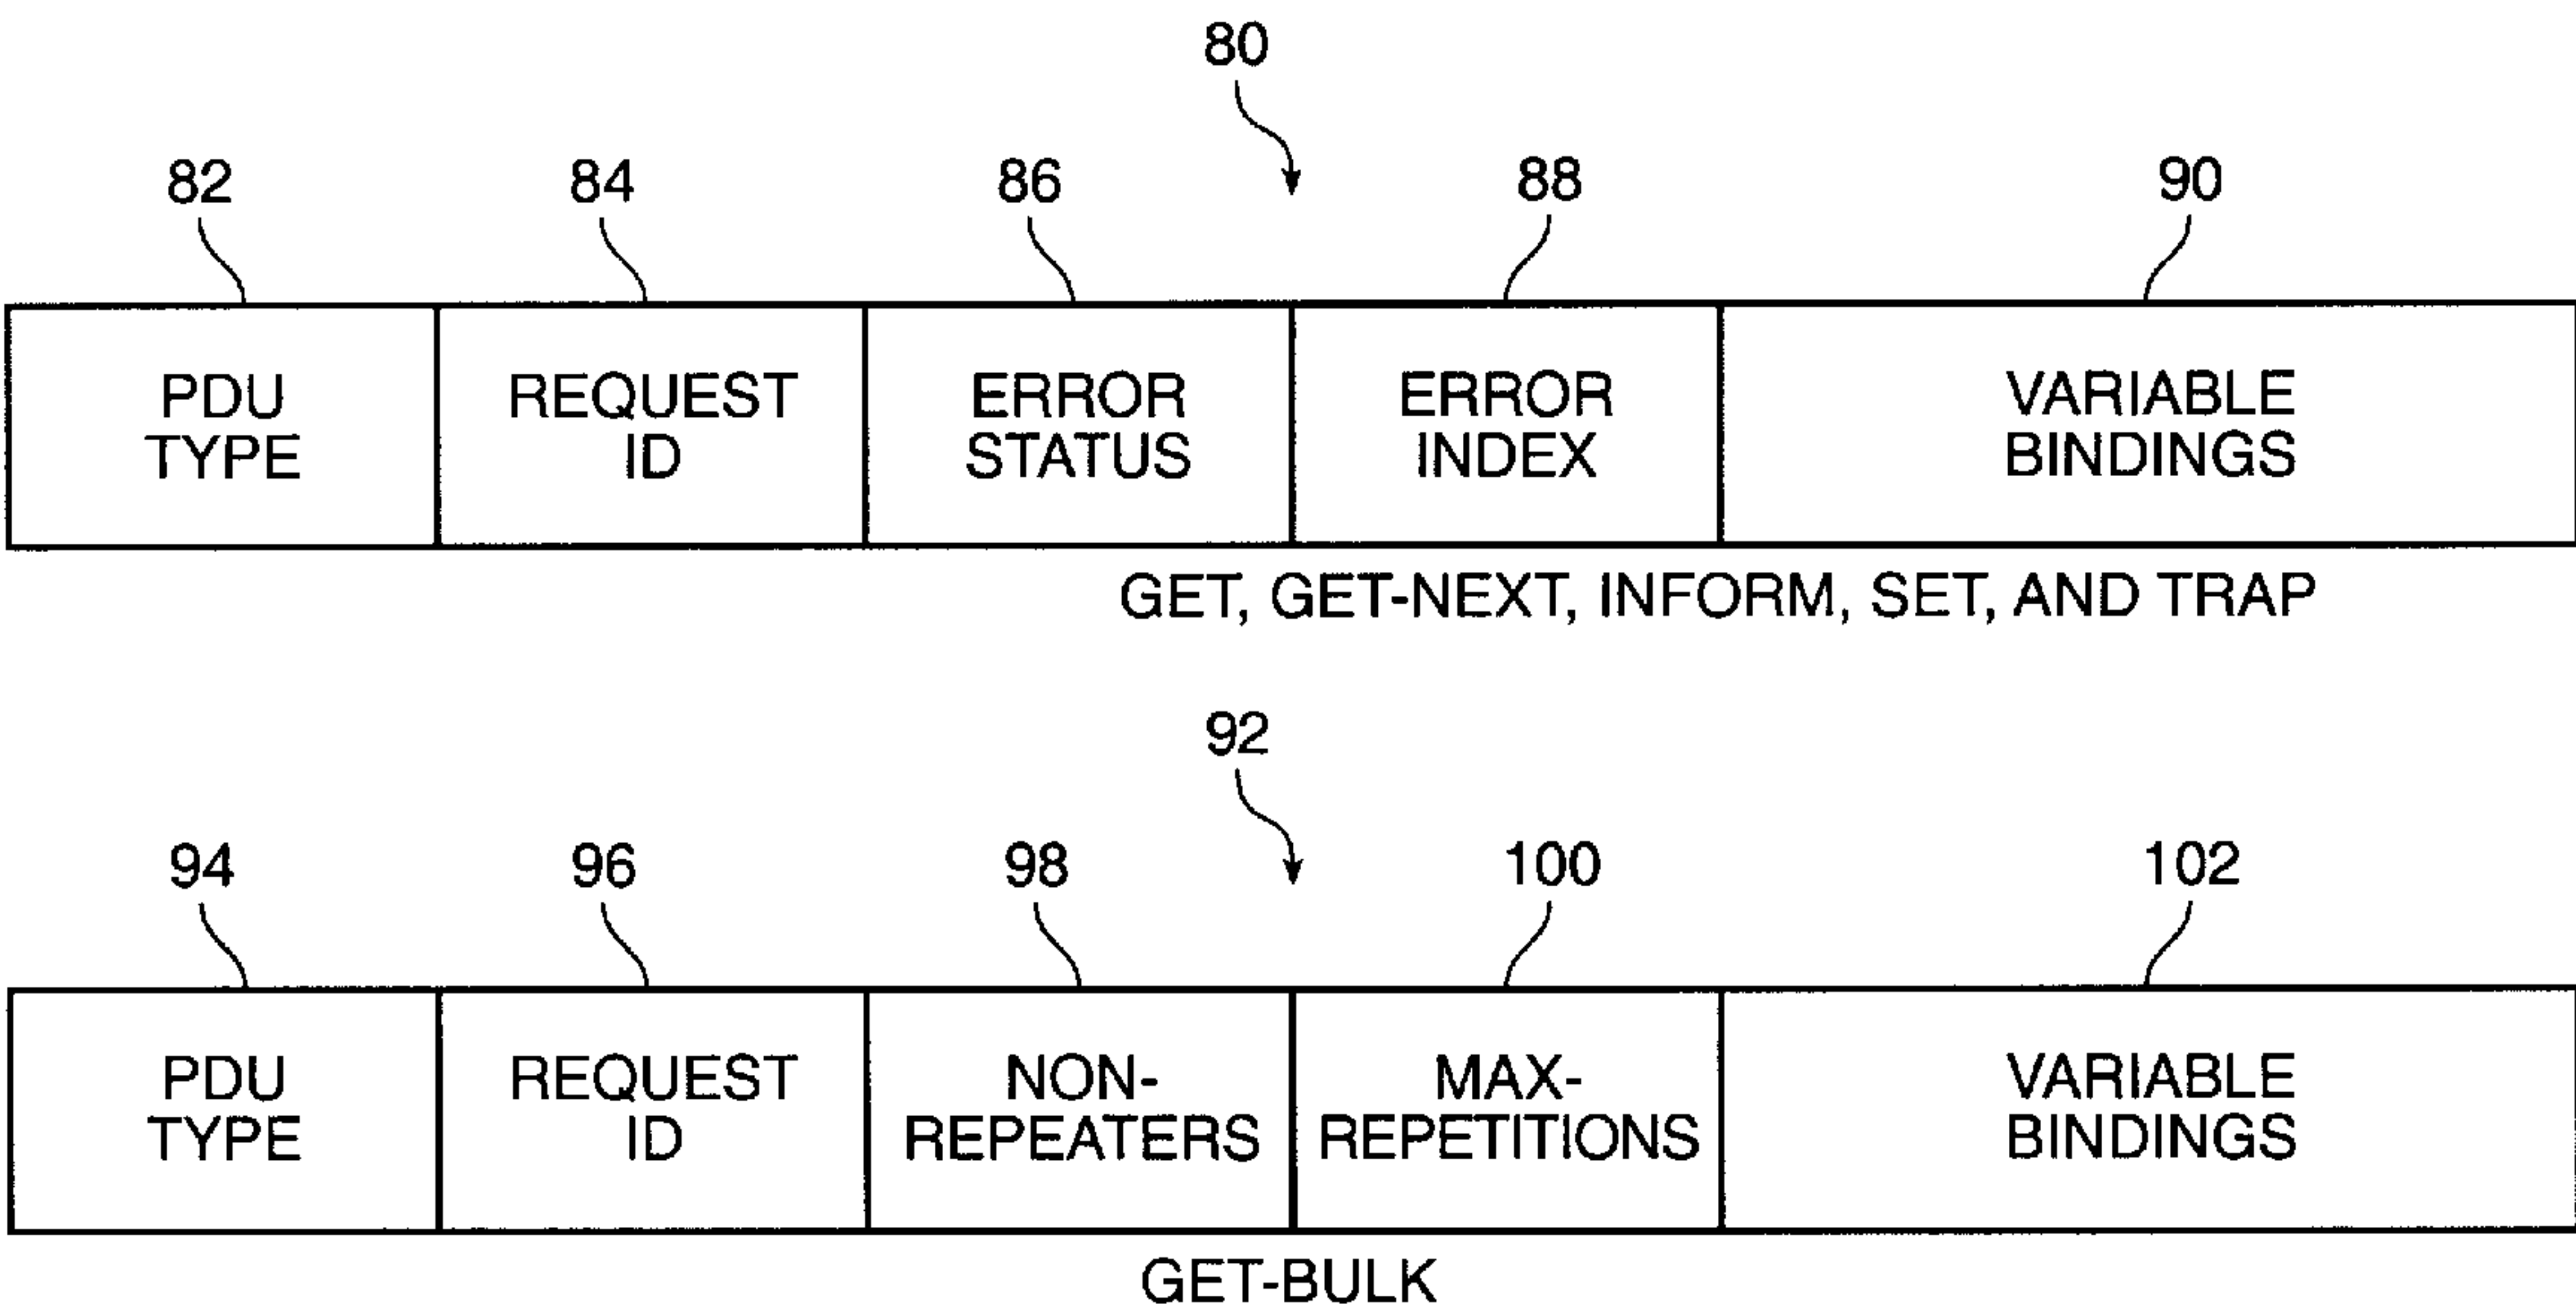 80
82 84 86 88 90
PDU TYPE
REQUEST ID
ERROR STATUS
ERROR INDEX
VARIABLE BINDINGS
GET, GET-NEXT, INFORM, SET, AND TRAP
92
94 96 98 100 102
PDU TYPE
REQUEST ID
NON-REPEATERS
MAX-REPETITIONS
VARIABLE BINDINGS
GET-BULK